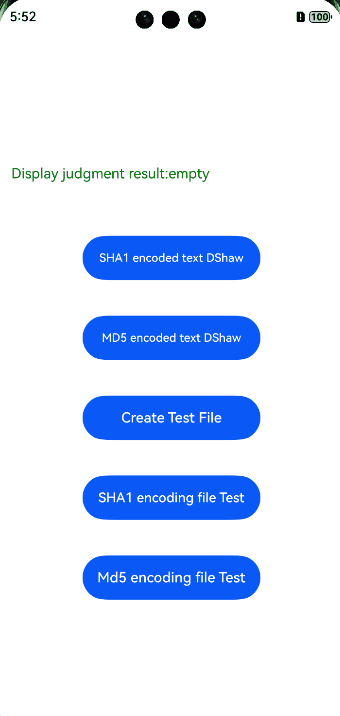 5:52
100
Display judgment result:empty
SHA1 encoded text DShaw
MD5 encoded text DShaw
Create Test File
SHA1 encoding file Test
Md5 encoding file Test